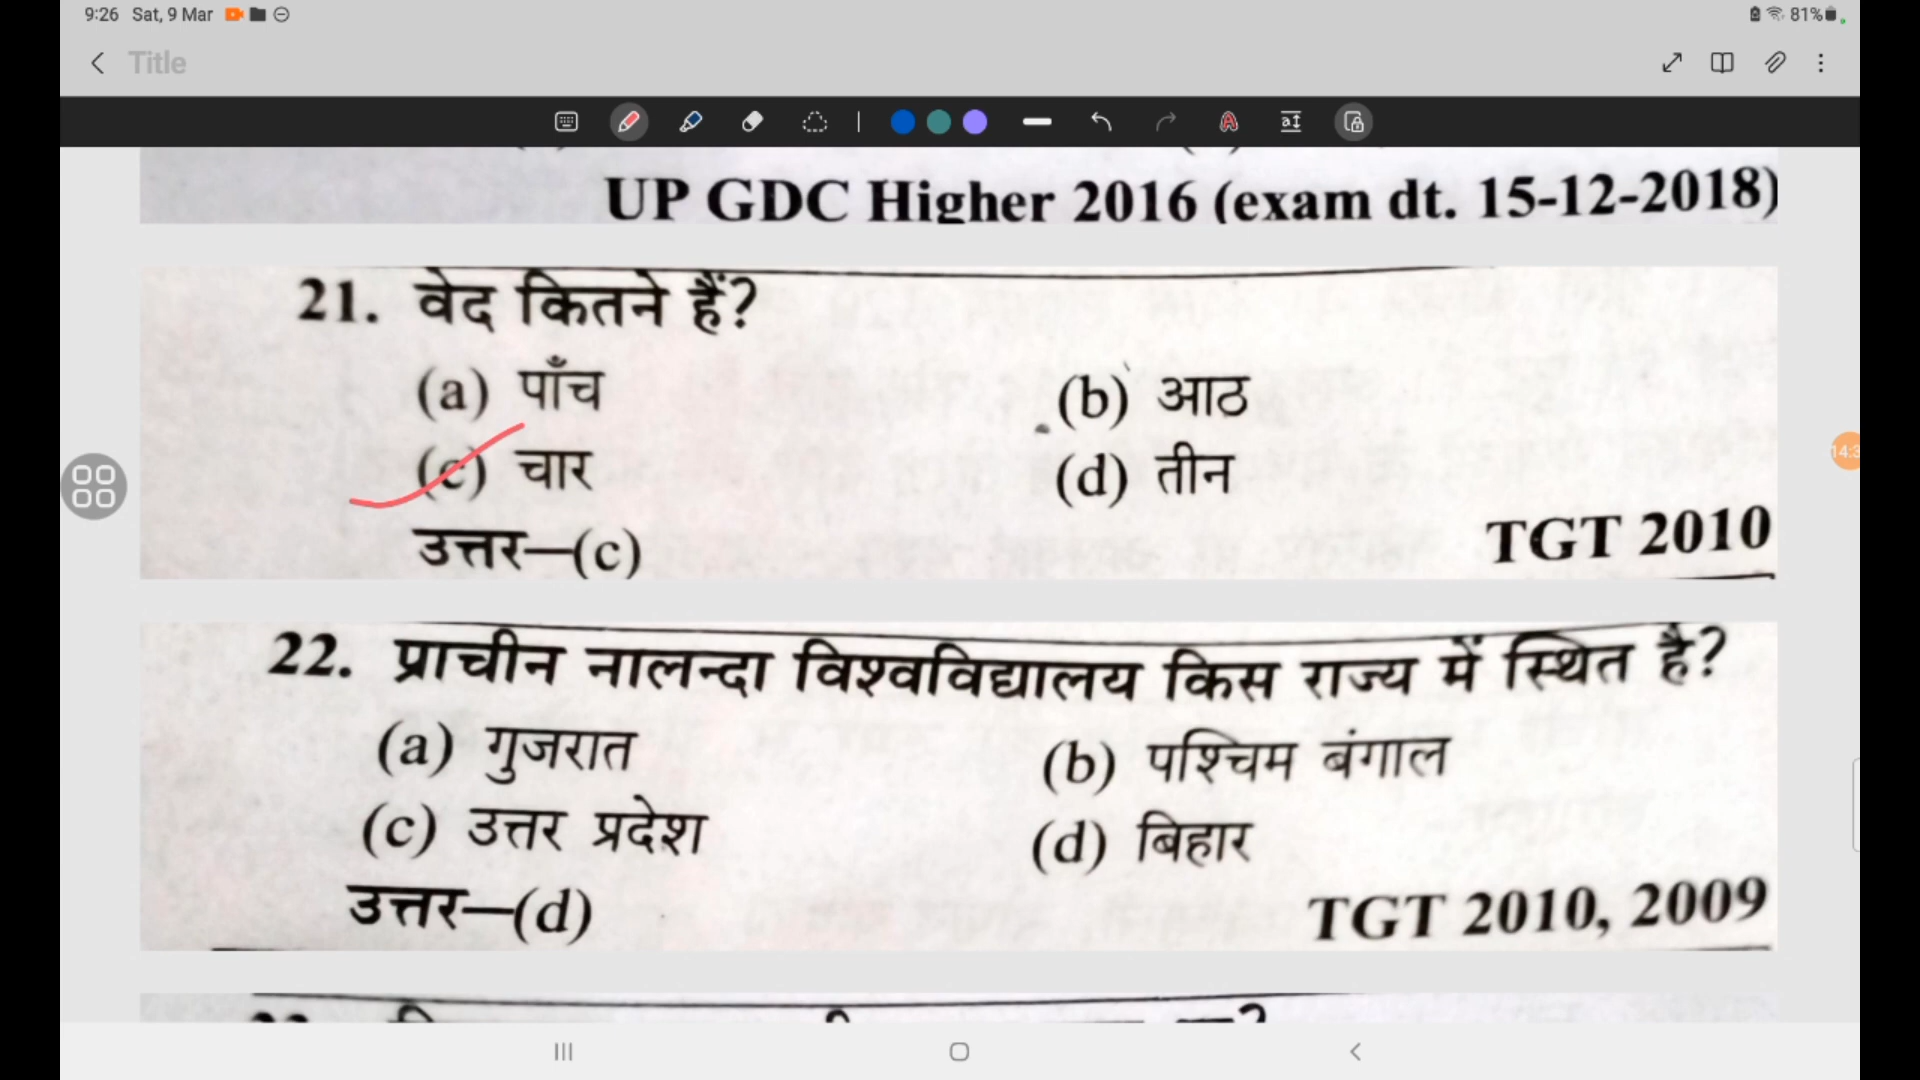 9:26 Sat, 9 Mar 81%
Title
UP GDC Higher 2016 (exam dt. 15-12-2018)
21. वेद कितने हैं?
(a) पाँच (b) आठ
(c) चार (d) तीन
उत्तर—(c) TGT 2010
22. प्राचीन नालन्दा विश्वविद्यालय किस राज्य में स्थित है?
(a) गुजरात (b) पश्चिम बंगाल
(c) उत्तर प्रदेश (d) बिहार
उत्तर—(d) TGT 2010, 2009